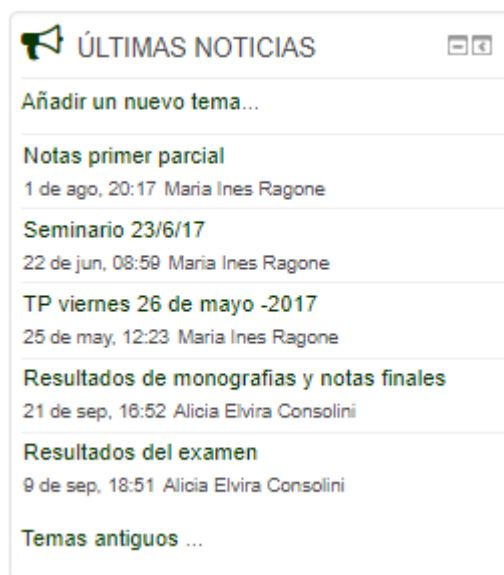 ÚLTIMAS NOTICIAS
Añadir un nuevo tema...
Notas primer parcial
1 de ago, 20:17 Maria Ines Ragone
Seminario 23/6/17
22 de jun, 08:59 Maria Ines Ragone
TP viernes 26 de mayo -2017
25 de may, 12:23 Maria Ines Ragone
Resultados de monografias y notas finales
21 de sep, 16:52 Alicia Elvira Consolini
Resultados del examen
9 de sep, 18:51 Alicia Elvira Consolini
Temas antiguos ...